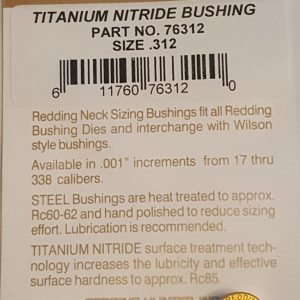 TITANIUM NITRIDE BUSHING
PART NO. 76312
SIZE .312
6 11760 76312 0
Redding Neck Sizing Bushings fit all Redding
Bushing Dies and interchange with Wilson
style bushings.
Available in .001" increments from 17 thru
338 calibers.
STEEL Bushings are heat treated to approx.
Rc60-62 and hand polished to reduce sizing
effort. Lubrication is recommended.
TITANIUM NITRIDE surface treatment tech-
nology increases the lubricity and effective
surface hardness to approx. Rc85.